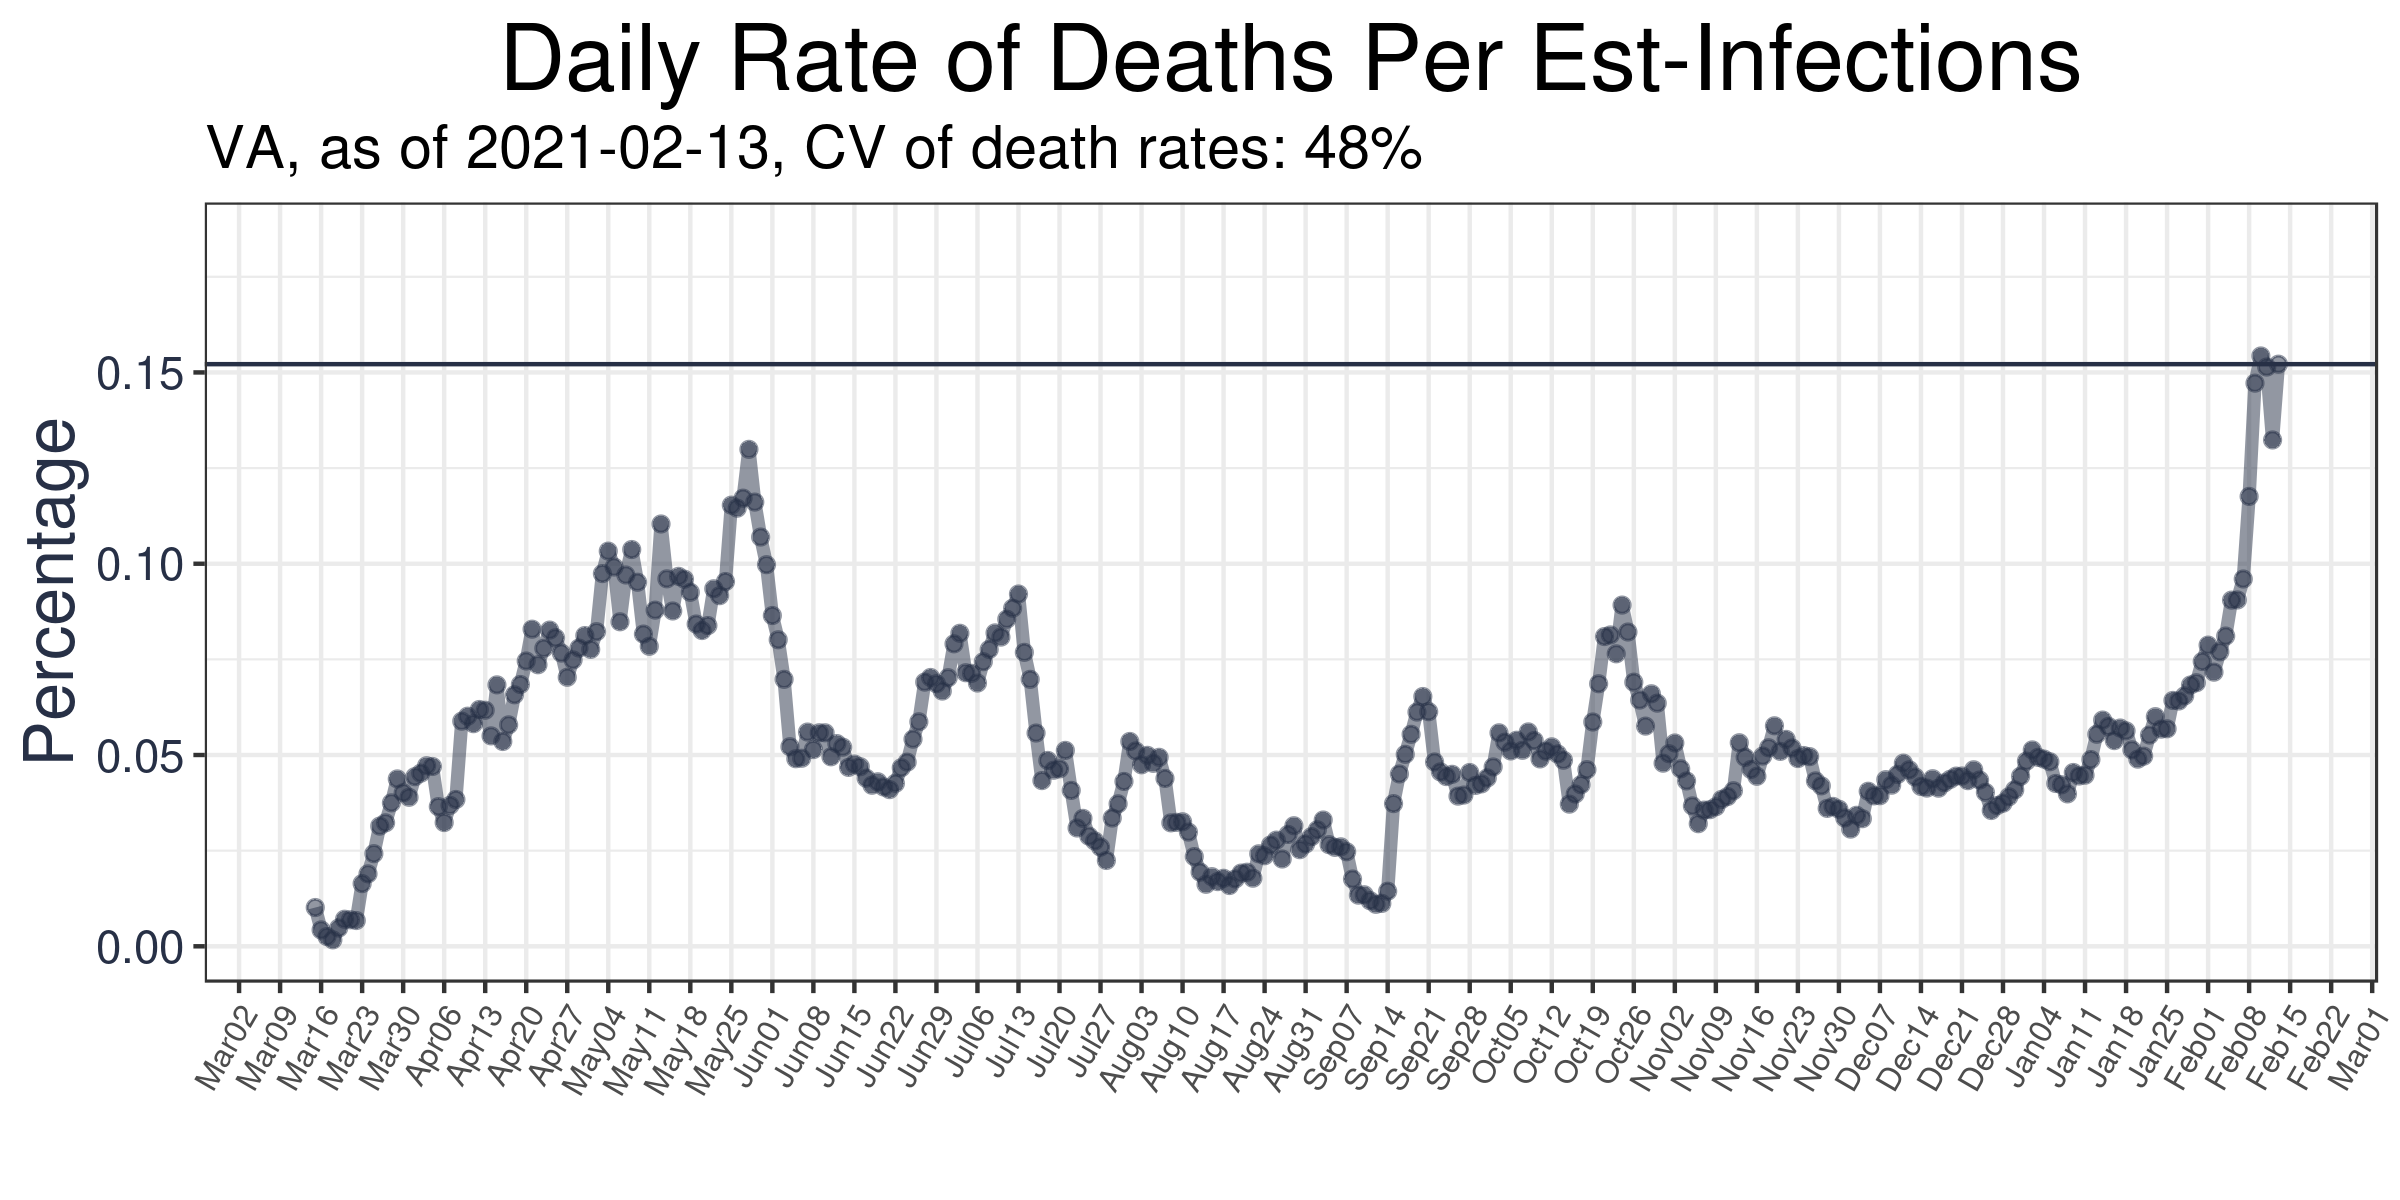 Daily Rate of Deaths Per Est-Infections
VA, as of 2021-02-13, CV of death rates: 48%
Percentage
0.15
0.10
0.05
0.00
Mar02
Mar09
Mar16
Mar23
Mar30
Apr06
Apr13
Apr20
Apr27
May04
May11
May18
May25
Jun01
Jun08
Jun15
Jun22
Jun29
Jul06
Jul13
Jul20
Jul27
Aug03
Aug10
Aug17
Aug24
Aug31
Sep07
Sep14
Sep21
Sep28
Oct05
Oct12
Oct19
Oct26
Nov02
Nov09
Nov16
Nov23
Nov30
Dec07
Dec14
Dec21
Dec28
Jan04
Jan11
Jan18
Jan25
Feb01
Feb08
Feb15
Feb22
Mar01